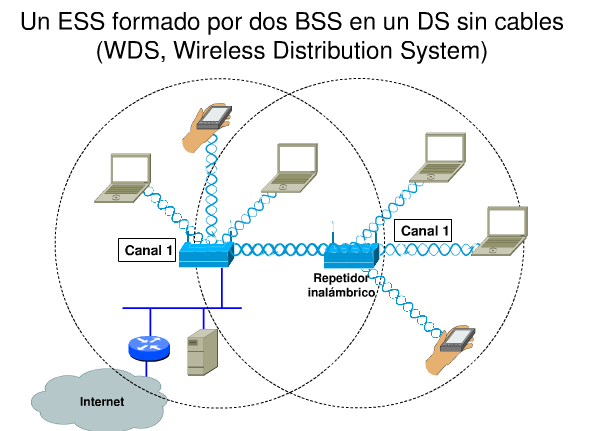 Un ESS formado por dos BSS en un DS sin cables
(WDS, Wireless Distribution System)
Canal 1
Canal 1
Repetidor
inalámbrico
Internet